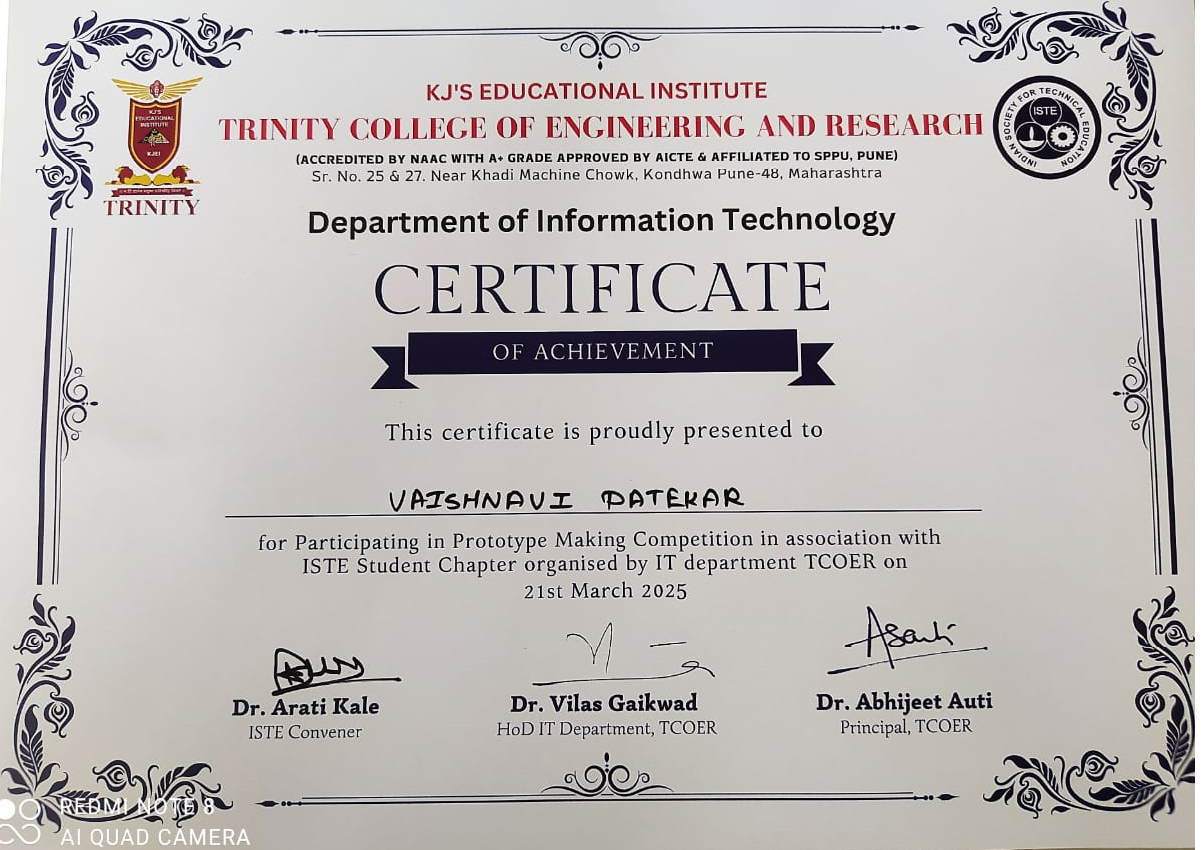 KJ'S EDUCATIONAL INSTITUTE
TRINITY COLLEGE OF ENGINEERING AND RESEARCH
(ACCREDITED BY NAAC WITH A+ GRADE APPROVED BY AICTE & AFFILIATED TO SPPU, PUNE)
Sr. No. 25 & 27. Near Khadi Machine Chowk, Kondhwa Pune-48, Maharashtra
KJ'S
EDUCATIONAL
INSTITUTE
KJEI
TRINITY
INDIAN SOCIETY FOR TECHNICAL EDUCATION
ISTE
Department of Information Technology
CERTIFICATE
OF ACHIEVEMENT
This certificate is proudly presented to
VAISHNAVI PATEKAR
for Participating in Prototype Making Competition in association with
ISTE Student Chapter organised by IT department TCOER on
21st March 2025
Dr. Arati Kale
ISTE Convener
Dr. Vilas Gaikwad
HoD IT Department, TCOER
Dr. Abhijeet Auti
Principal, TCOER
REDMI NOTE 8
AI QUAD CAMERA